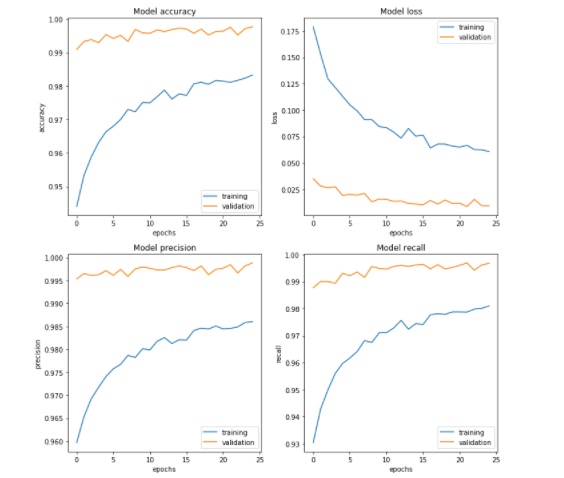 Model accuracy
1.00
0.99
0.98
0.97
0.96
0.95
accuracy
training
validation
0 5 10 15 20 25
epochs
Model loss
training
validation
0.175
0.150
0.125
0.100
0.075
0.050
0.025
loss
0 5 10 15 20 25
epochs
Model precision
1.000
0.995
0.990
0.985
0.980
0.975
0.970
0.965
0.960
precision
training
validation
0 5 10 15 20 25
epochs
Model recall
1.00
0.99
0.98
0.97
0.96
0.95
0.94
0.93
recall
training
validation
0 5 10 15 20 25
epochs